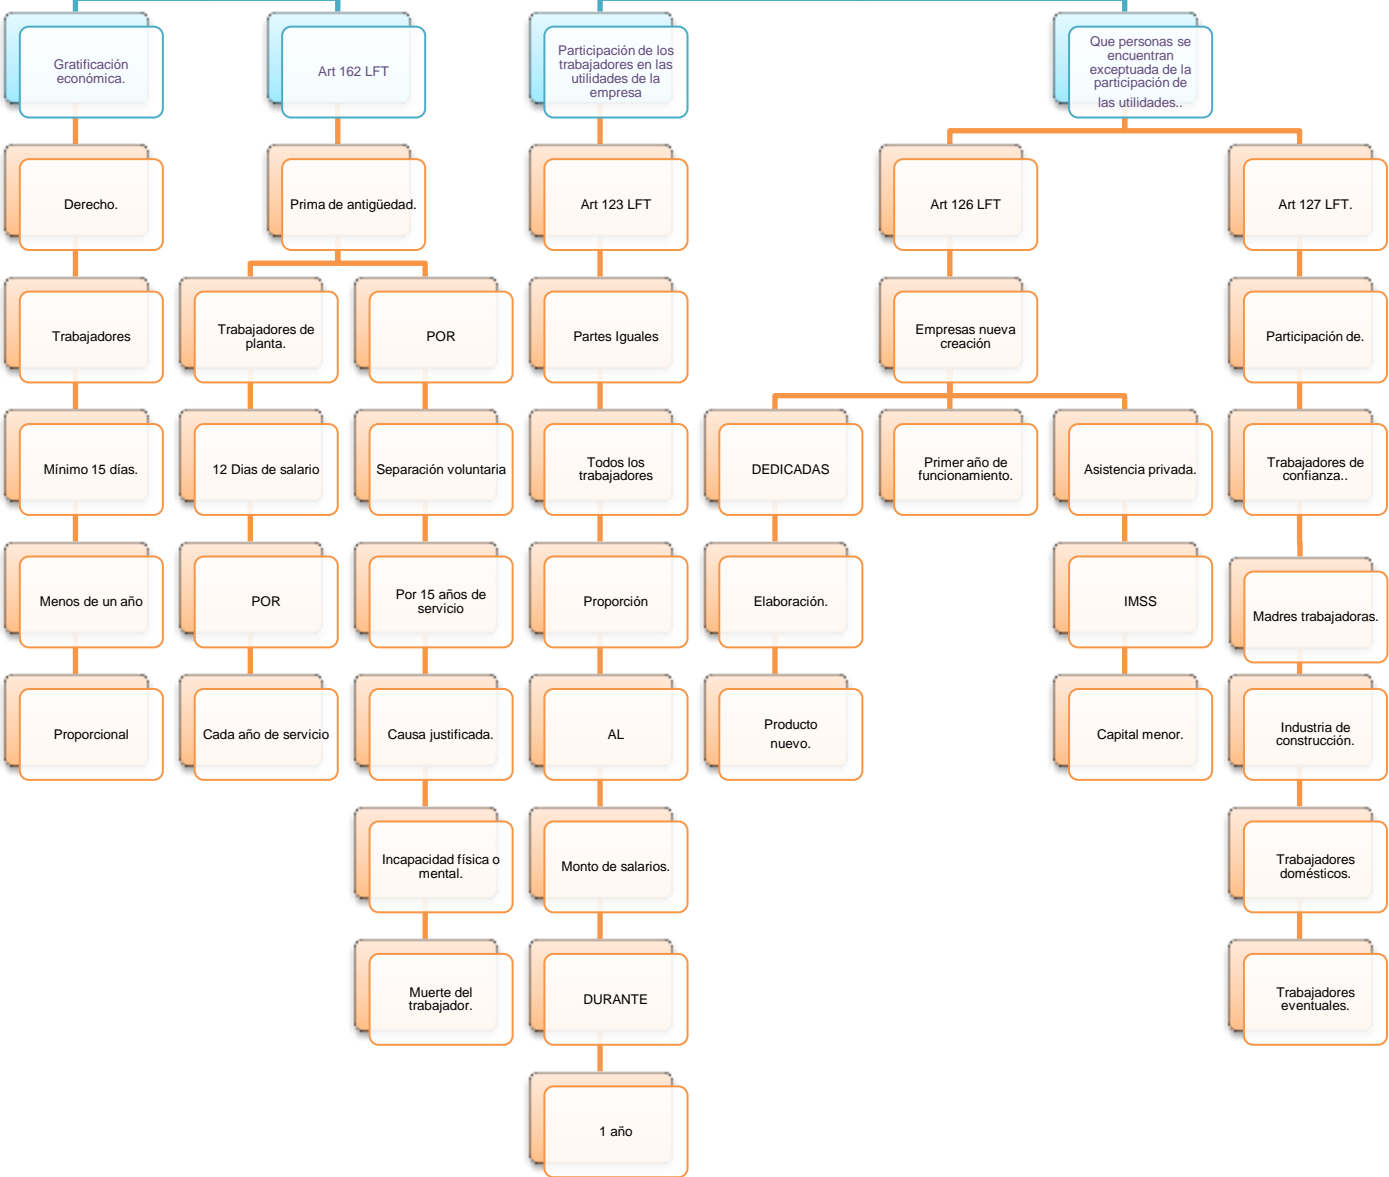 Gratificación
económica.
Art 162 LFT
Participación de los
trabajadores en las
utilidades de la
empresa
Que personas se
encuentran
exceptuada de la
participación de
las utilidades..
Derecho.
Prima de antigüedad.
Art 123 LFT
Art 126 LFT
Art 127 LFT.
Trabajadores
Trabajadores de
planta.
POR
Partes Iguales
Empresas nueva
creación
Participación de.
Mínimo 15 días.
12 Dias de salario
Separación voluntaria
Todos los
trabajadores
DEDICADAS
Primer año de
funcionamiento.
Asistencia privada.
Trabajadores de
confianza..
Menos de un año
POR
Por 15 años de
servicio
Proporción
Elaboración.
IMSS
Madres trabajadoras.
Proporcional
Cada año de servicio
Causa justificada.
AL
Producto
nuevo.
Capital menor.
Industria de
construcción.
Incapacidad física o
mental.
Monto de salarios.
Trabajadores
domésticos.
Muerte del
trabajador.
DURANTE
Trabajadores
eventuales.
1 año